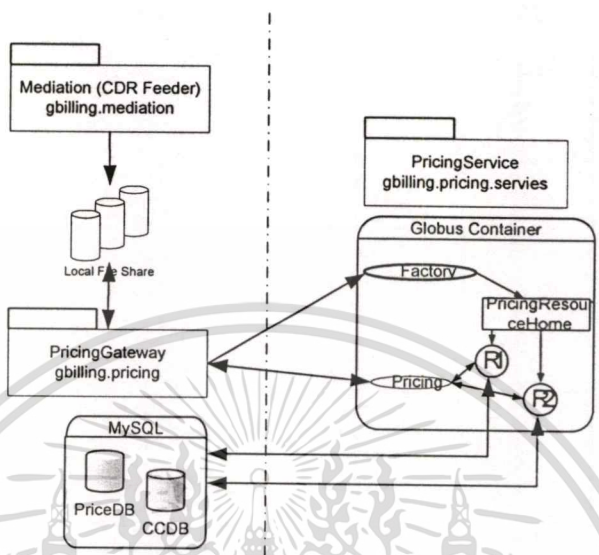 Mediation (CDR Feeder)
gbilling.mediation
Local File Share
PricingGateway
gbilling.pricing
MySQL
PriceDB
CCDB
PricingService
gbilling.pricing.servies
Globus Container
Factory
PricingResou
rceHome
Pricing
R1
R2